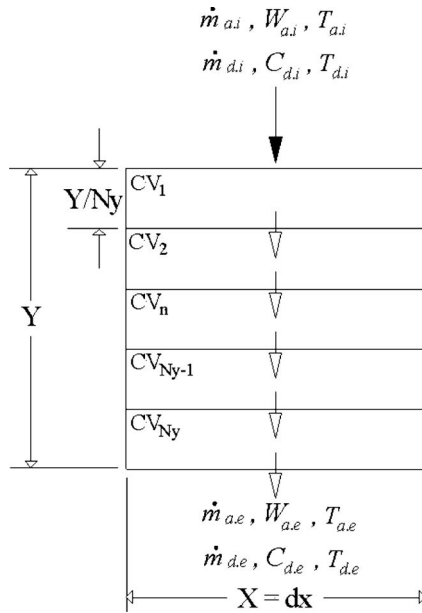 ṁ a.i , W a.i , T a.i
ṁ d.i , C d.i , T d.i
CV1
Y/Ny
CV2
Y
CVn
CVNy-1
CVNy
ṁ a.e , W a.e , T a.e
ṁ d.e , C d.e , T d.e
X = dx